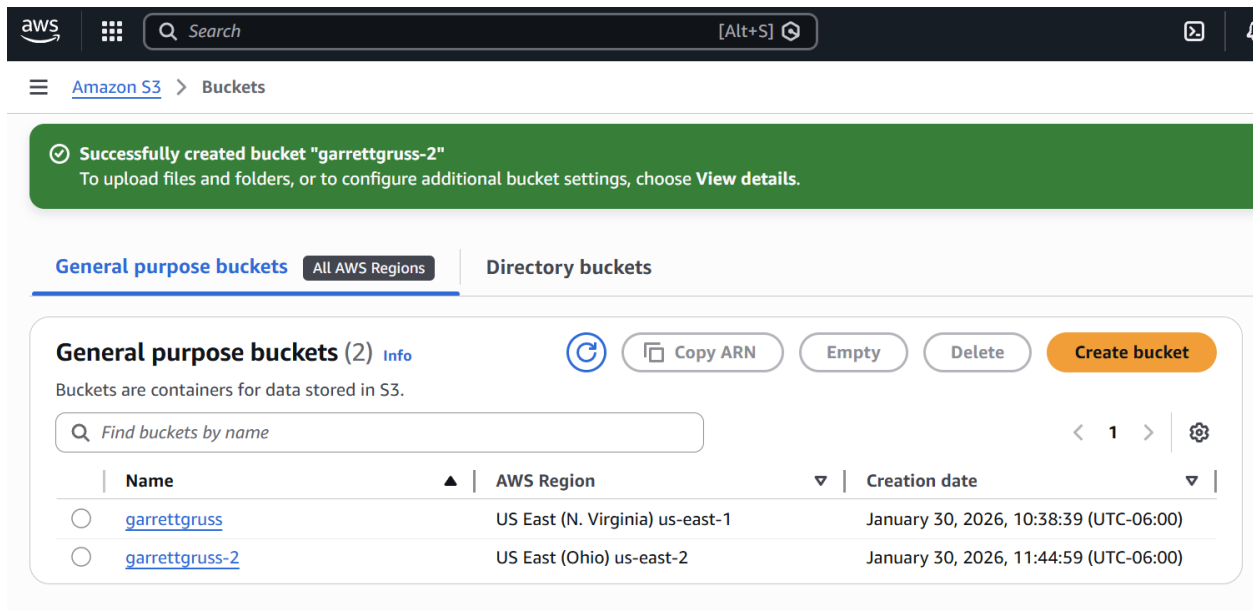 aws
Search [Alt+S]
Amazon S3 > Buckets
Successfully created bucket "garrettgruss-2"
To upload files and folders, or to configure additional bucket settings, choose View details.
General purpose buckets All AWS Regions Directory buckets
General purpose buckets (2) Info Copy ARN Empty Delete Create bucket
Buckets are containers for data stored in S3.
Find buckets by name 1
Name AWS Region Creation date
garrettgruss US East (N. Virginia) us-east-1 January 30, 2026, 10:38:39 (UTC-06:00)
garrettgruss-2 US East (Ohio) us-east-2 January 30, 2026, 11:44:59 (UTC-06:00)